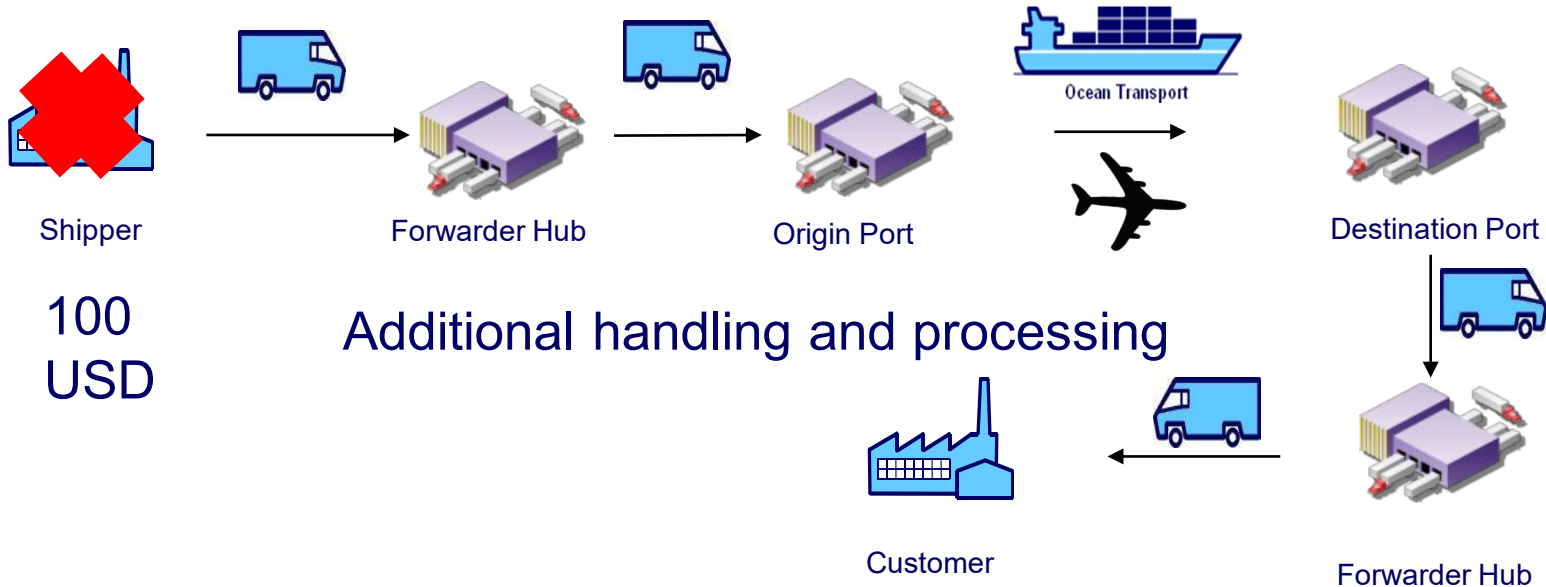 Ocean Transport
Shipper
Forwarder Hub
Origin Port
Destination Port
100
USD
Additional handling and processing
Customer
Forwarder Hub